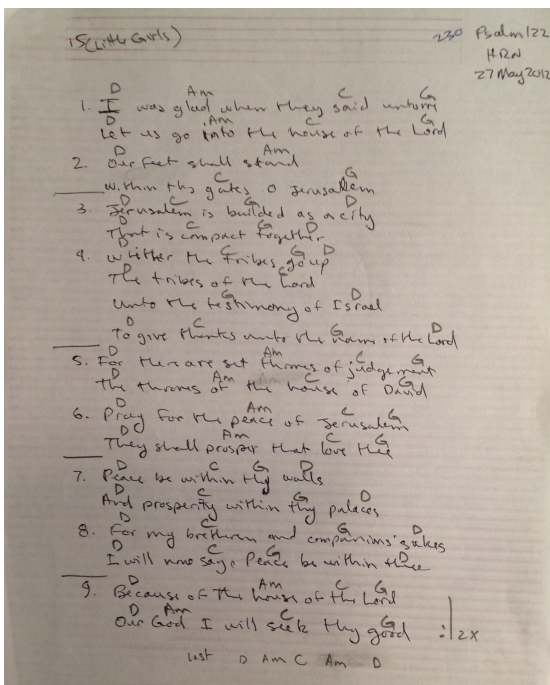 15 (Little Girls) 230 Psalm 122
HRN
27 May 2012
D Am C G
1. I was glad when they said unto me
D Am C G
Let us go into the house of the Lord
D Am
2. Our feet shall stand
C G
within thy gates O Jerusalem
D C G D
3. Jerusalem is builded as a city
D C G D
That is compact together
D C G D
4. Whither the tribes go up
D C
The tribes of the Lord
G D
unto the testimony of Israel
D C G D
To give thanks unto the name of the Lord
D Am C G
5. For there are set thrones of judgement
D Am C G
The thrones of the house of David
D Am C G
6. Pray for the peace of Jerusalem
D Am C G
They shall prosper that love thee
D C G D
7. Peace be within thy walls
D C G D
And prosperity within thy palaces
D C G D
8. For my bretheren and companions' sakes
D C G D
I will now say, Peace be within thee
D Am C G
9. Because of the house of the Lord
D Am C G
Our God I will seek thy good :| 2x
last D Am C Am D